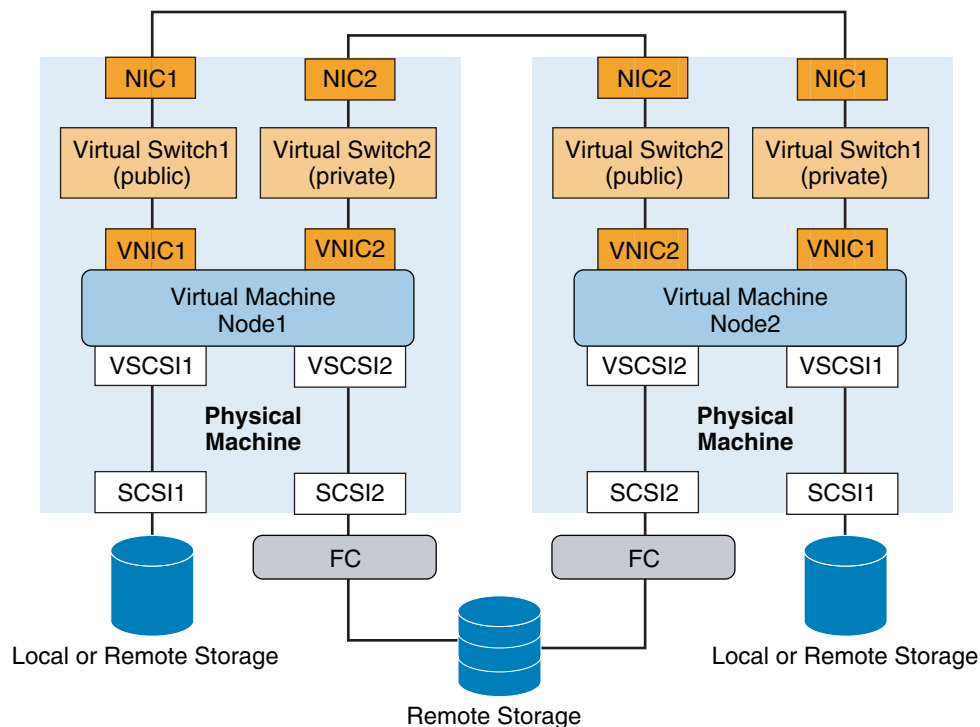 NIC1
NIC2
NIC2
NIC1
Virtual Switch1
(public)
Virtual Switch2
(private)
Virtual Switch2
(public)
Virtual Switch1
(private)
VNIC1
VNIC2
VNIC2
VNIC1
Virtual Machine
Node1
Virtual Machine
Node2
VSCSI1
VSCSI2
VSCSI2
VSCSI1
Physical
Machine
Physical
Machine
SCSI1
SCSI2
SCSI2
SCSI1
FC
FC
Local or Remote Storage
Local or Remote Storage
Remote Storage